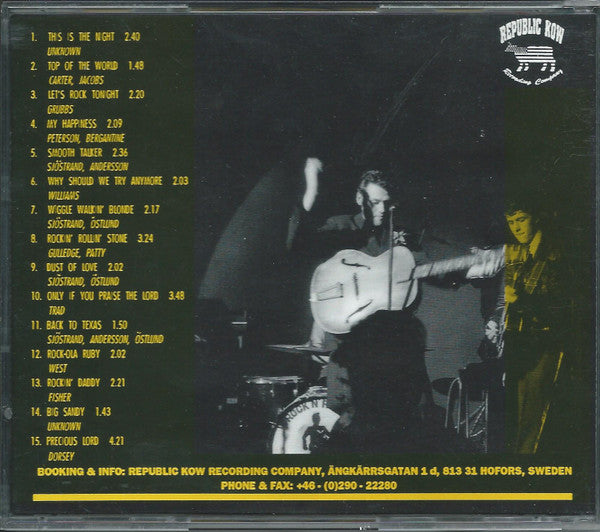 REPUBLIC KOW
Recording Company
1. THIS IS THE NIGHT 2.40
UNKNOWN
2. TOP OF THE WORLD 1.48
CARTER, JACOBS
3. LET'S ROCK TONIGHT 2.20
GRUBBS
4. MY HAPPINESS 2.09
PETERSON, BERGANTINE
5. SMOOTH TALKER 2.36
SJÖSTRAND, ANDERSSON
6. WHY SHOULD WE TRY ANYMORE 2.03
WILLIAMS
7. WIGGLE WALKIN' BLONDE 2.17
SJÖSTRAND, ÖSTLUND
8. ROCKIN' ROLLIN' STONE 3.24
GULLEDGE, PATTY
9. DUST OF LOVE 2.02
SJÖSTRAND, ÖSTLUND
10. ONLY IF YOU PRAISE THE LORD 3.48
TRAD
11. BACK TO TEXAS 1.50
SJÖSTRAND, ANDERSSON, ÖSTLUND
12. ROCK-OLA RUBY 2.02
WEST
13. ROCKIN' DADDY 2.21
FISHER
14. BIG SANDY 1.43
UNKNOWN
15. PRECIOUS LORD 4.21
DORSEY
ROCK N
BOOKING & INFO: REPUBLIC KOW RECORDING COMPANY, ÄNGKÄRRSGATAN 1 d, 813 31 HOFORS, SWEDEN
PHONE & FAX: +46 - (0)290 - 22280